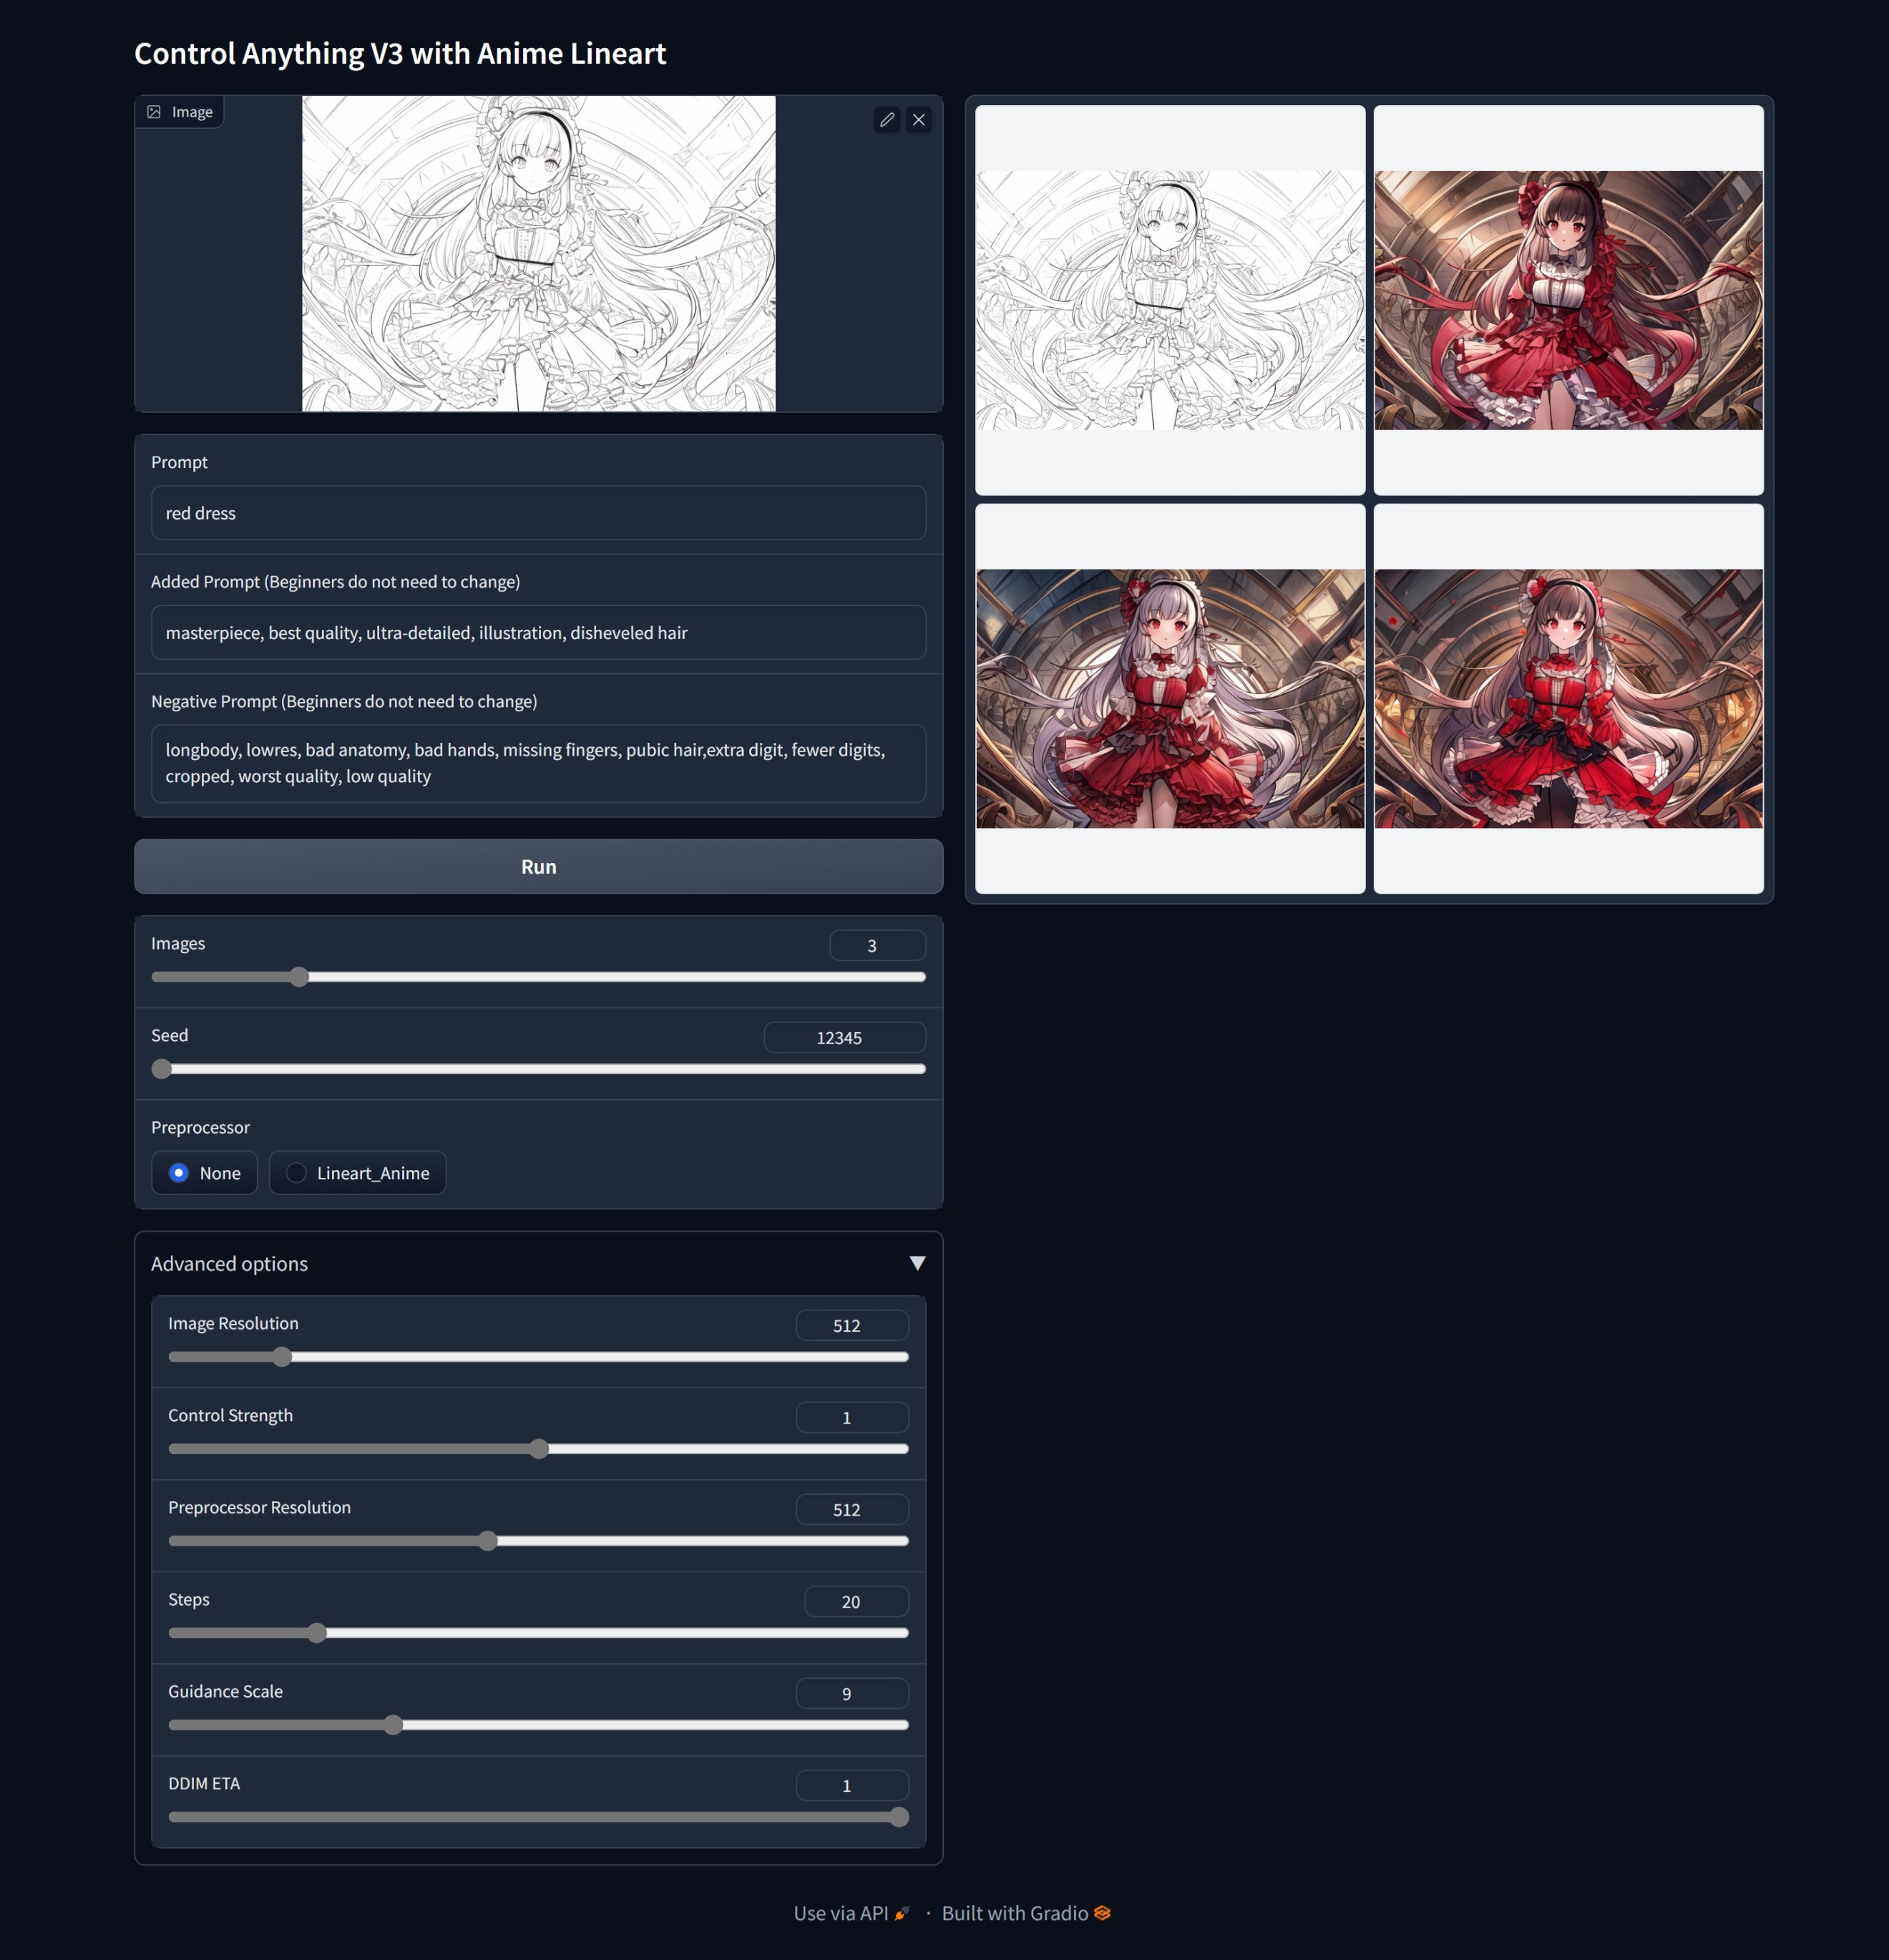 Control Anything V3 with Anime Lineart
Image
Prompt
red dress
Added Prompt (Beginners do not need to change)
masterpiece, best quality, ultra-detailed, illustration, disheveled hair
Negative Prompt (Beginners do not need to change)
longbody, lowres, bad anatomy, bad hands, missing fingers, pubic hair,extra digit, fewer digits,
cropped, worst quality, low quality
Run
Images
3
Seed
12345
Preprocessor
None
Lineart_Anime
Advanced options
Image Resolution
512
Control Strength
1
Preprocessor Resolution
512
Steps
20
Guidance Scale
9
DDIM ETA
1
Use via API · Built with Gradio